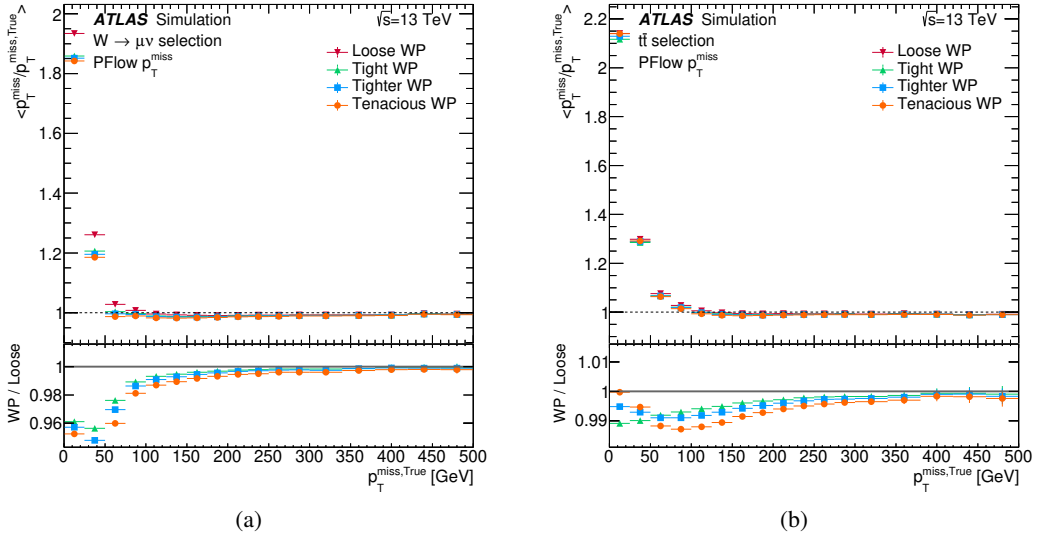 ATLAS Simulation
√s=13 TeV
W → μν selection
PFlow p_T^miss
Loose WP
Tight WP
Tighter WP
Tenacious WP
<p_T^miss/p_T^miss,True>
2
1.8
1.6
1.4
1.2
1
WP / Loose
1
0.98
0.96
0 50 100 150 200 250 300 350 400 450 500
p_T^miss,True [GeV]
(a)
ATLAS Simulation
√s=13 TeV
tt̄ selection
PFlow p_T^miss
Loose WP
Tight WP
Tighter WP
Tenacious WP
<p_T^miss/p_T^miss,True>
2.2
2
1.8
1.6
1.4
1.2
1
WP / Loose
1.01
1
0.99
0 50 100 150 200 250 300 350 400 450 500
p_T^miss,True [GeV]
(b)